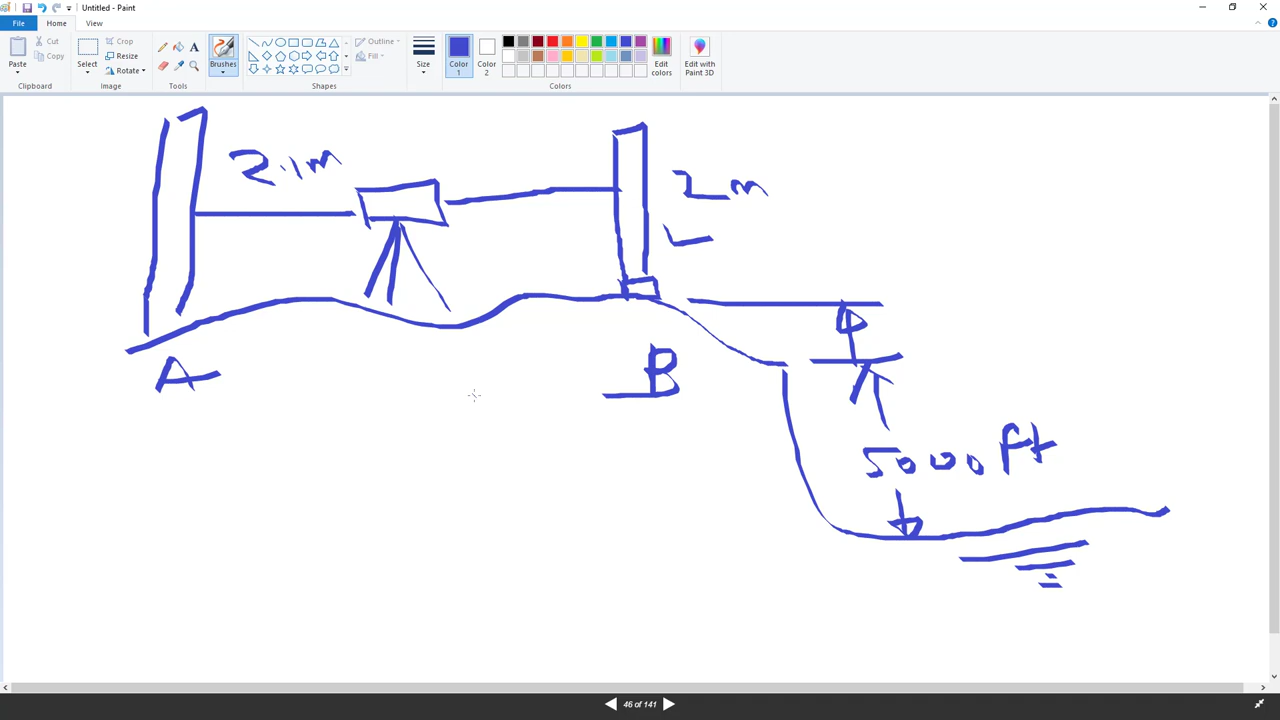 Untitled - Paint
File
Home
View
Paste
Cut
Copy
Clipboard
Select
Crop
Resize
Rotate
Image
Tools
Brushes
Shapes
Outline
Fill
Size
Color 1
Color 2
Edit colors
Edit with Paint 3D
Colors
2.1m
2m
A
B
5000ft
46 of 141